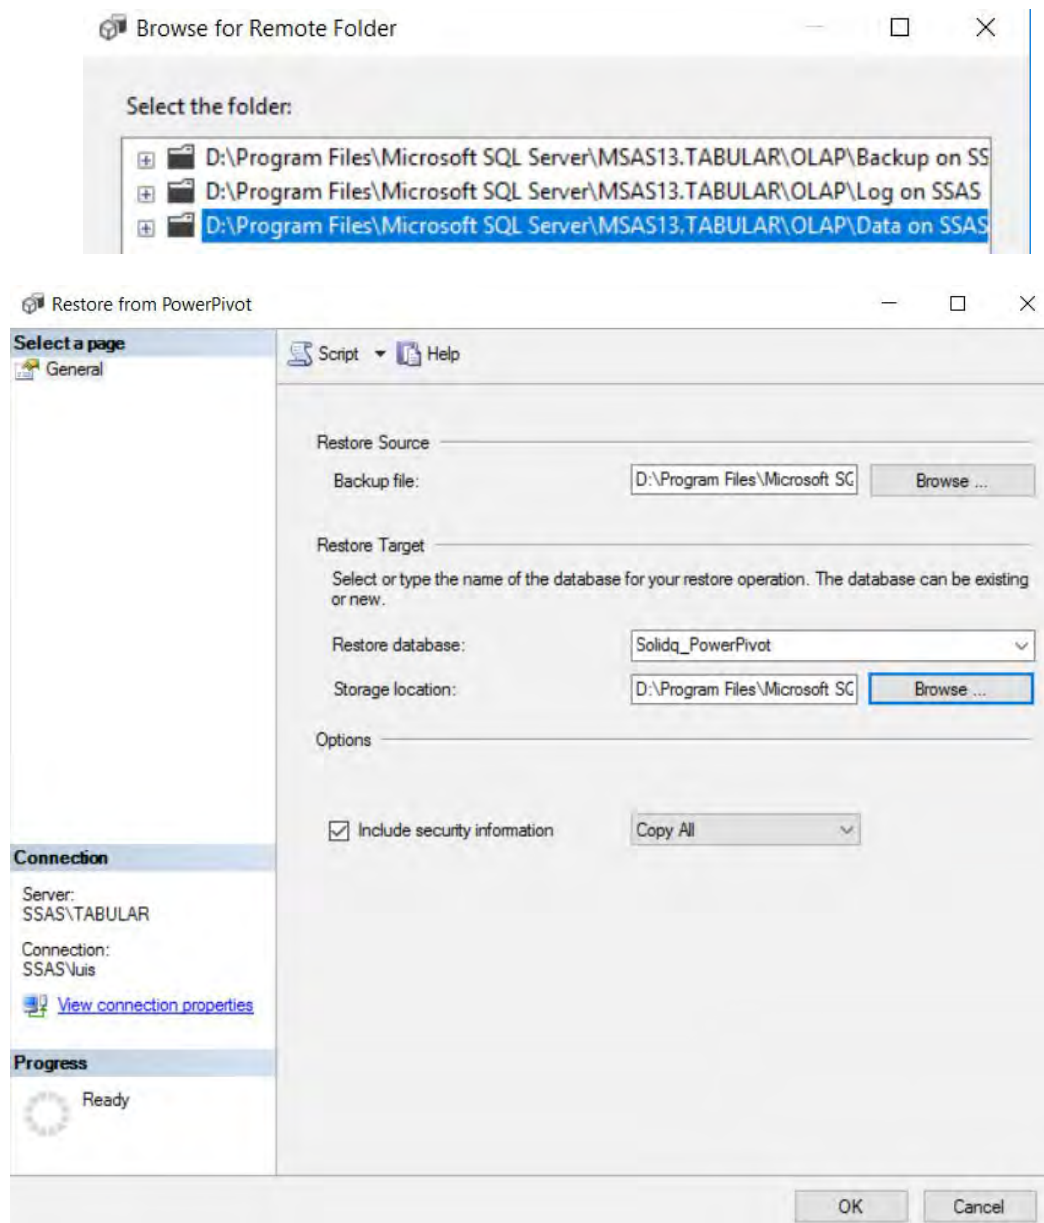 Browse for Remote Folder
Select the folder:
D:\Program Files\Microsoft SQL Server\MSAS13.TABULAR\OLAP\Backup on SS
D:\Program Files\Microsoft SQL Server\MSAS13.TABULAR\OLAP\Log on SSAS
D:\Program Files\Microsoft SQL Server\MSAS13.TABULAR\OLAP\Data on SSAS
Restore from PowerPivot
Select a page
General
Script Help
Restore Source
Backup file: D:\Program Files\Microsoft SQ Browse ...
Restore Target
Select or type the name of the database for your restore operation. The database can be existing
or new.
Restore database: Solidq_PowerPivot
Storage location: D:\Program Files\Microsoft SQ Browse ...
Options
Include security information Copy All
Connection
Server:
SSAS\TABULAR
Connection:
SSAS\luis
View connection properties
Progress
Ready
OK Cancel